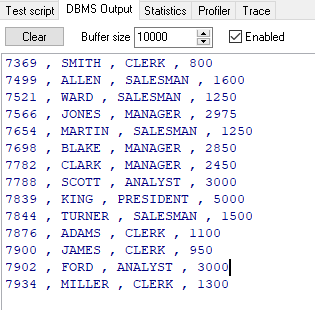 Test script DBMS Output Statistics Profiler Trace
Clear Buffer size 10000 Enabled
7369 , SMITH , CLERK , 800
7499 , ALLEN , SALESMAN , 1600
7521 , WARD , SALESMAN , 1250
7566 , JONES , MANAGER , 2975
7654 , MARTIN , SALESMAN , 1250
7698 , BLAKE , MANAGER , 2850
7782 , CLARK , MANAGER , 2450
7788 , SCOTT , ANALYST , 3000
7839 , KING , PRESIDENT , 5000
7844 , TURNER , SALESMAN , 1500
7876 , ADAMS , CLERK , 1100
7900 , JAMES , CLERK , 950
7902 , FORD , ANALYST , 3000
7934 , MILLER , CLERK , 1300